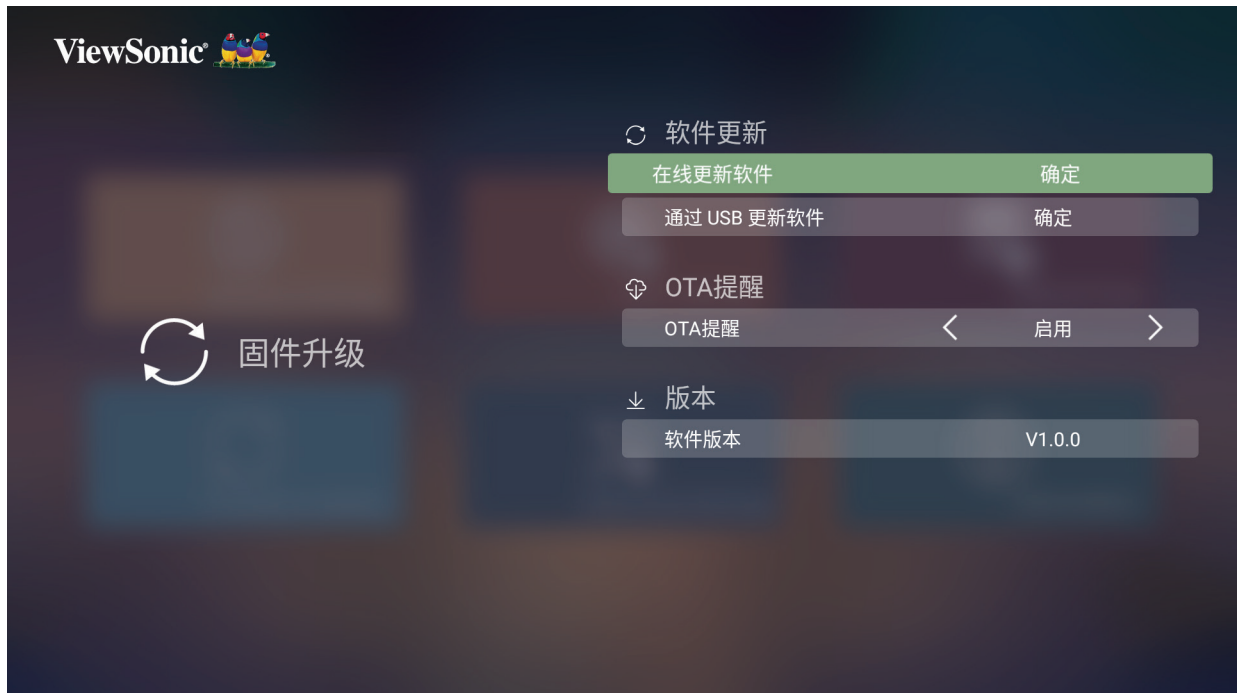 ViewSonic
固件升级
软件更新
在线更新软件 确定
通过 USB 更新软件 确定
OTA提醒
OTA提醒 启用
版本
软件版本 V1.0.0